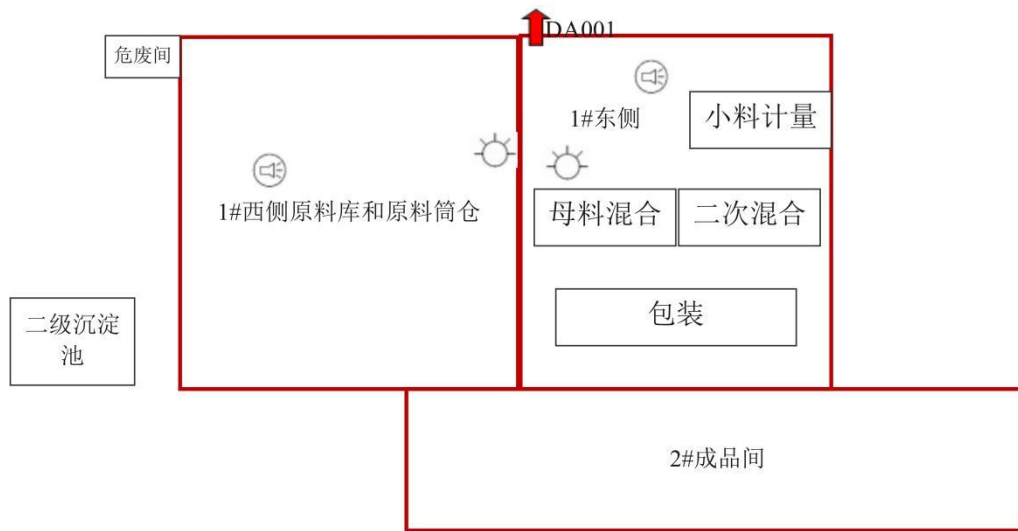 DA001
危废间
1#东侧
小料计量
1#西侧原料库和原料筒仓
母料混合
二次混合
二级沉淀
池
包装
2#成品间